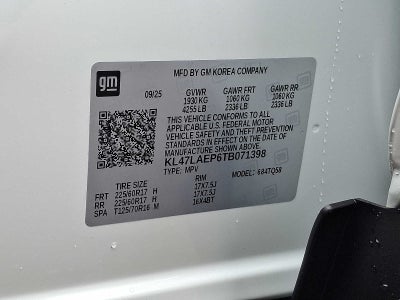 gm
MFD BY GM KOREA COMPANY
09/25 GVWR GAWR FRT GAWR RR
1930 KG 1060 KG 1060 KG
4255 LB 2336 LB 2336 LB
THIS VEHICLE CONFORMS TO ALL
APPLICABLE U.S. FEDERAL MOTOR
VEHICLE SAFETY, BUMPER, AND THEFT
PREVENTION STANDARDS
IN EFFECT ON THE DATE OF
MANUFACTURE SHOWN ABOVE.
KL47LAEP6TB071398
TYPE: MPV MODEL: 684TQ58
TIRE SIZE RIM
FRT 225/60R17 H 17X7.5J
RR 225/60R17 H 17X7.5J
SPA T125/70R16 M 16X4BT